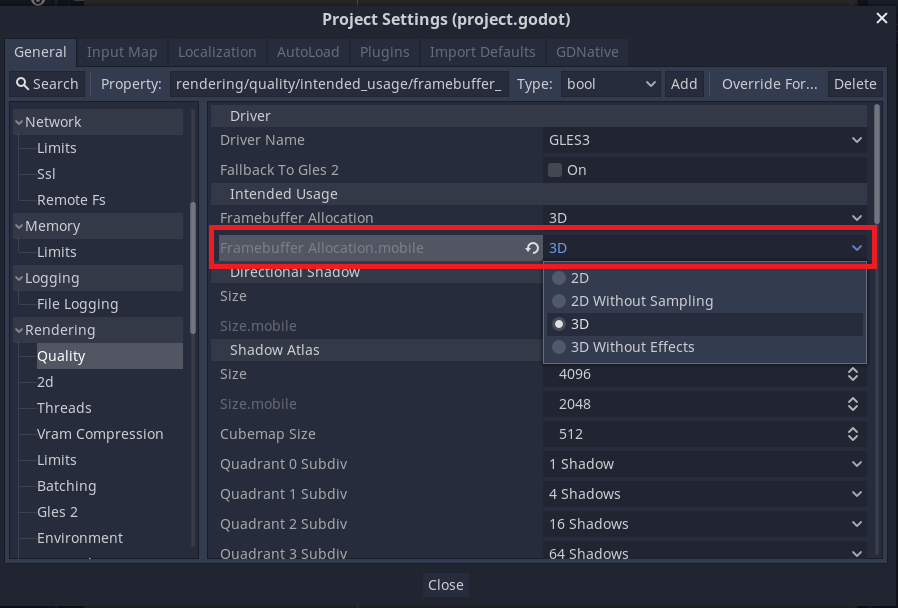 Project Settings (project.godot)
General Input Map Localization AutoLoad Plugins Import Defaults GDNative
Search Property: rendering/quality/intended_usage/framebuffer_ Type: bool Add Override For... Delete
Network
Limits
Ssl
Remote Fs
Memory
Limits
Logging
File Logging
Rendering
Quality
2d
Threads
Vram Compression
Limits
Batching
Gles 2
Environment
Driver
Driver Name GLES3
Fallback To Gles 2 On
Intended Usage
Framebuffer Allocation 3D
Framebuffer Allocation.mobile 3D
2D
2D Without Sampling
3D
3D Without Effects
Directional Shadow
Size
Size.mobile
Shadow Atlas
Size 4096
Size.mobile 2048
Cubemap Size 512
Quadrant 0 Subdiv 1 Shadow
Quadrant 1 Subdiv 4 Shadows
Quadrant 2 Subdiv 16 Shadows
Quadrant 3 Subdiv 64 Shadows
Close